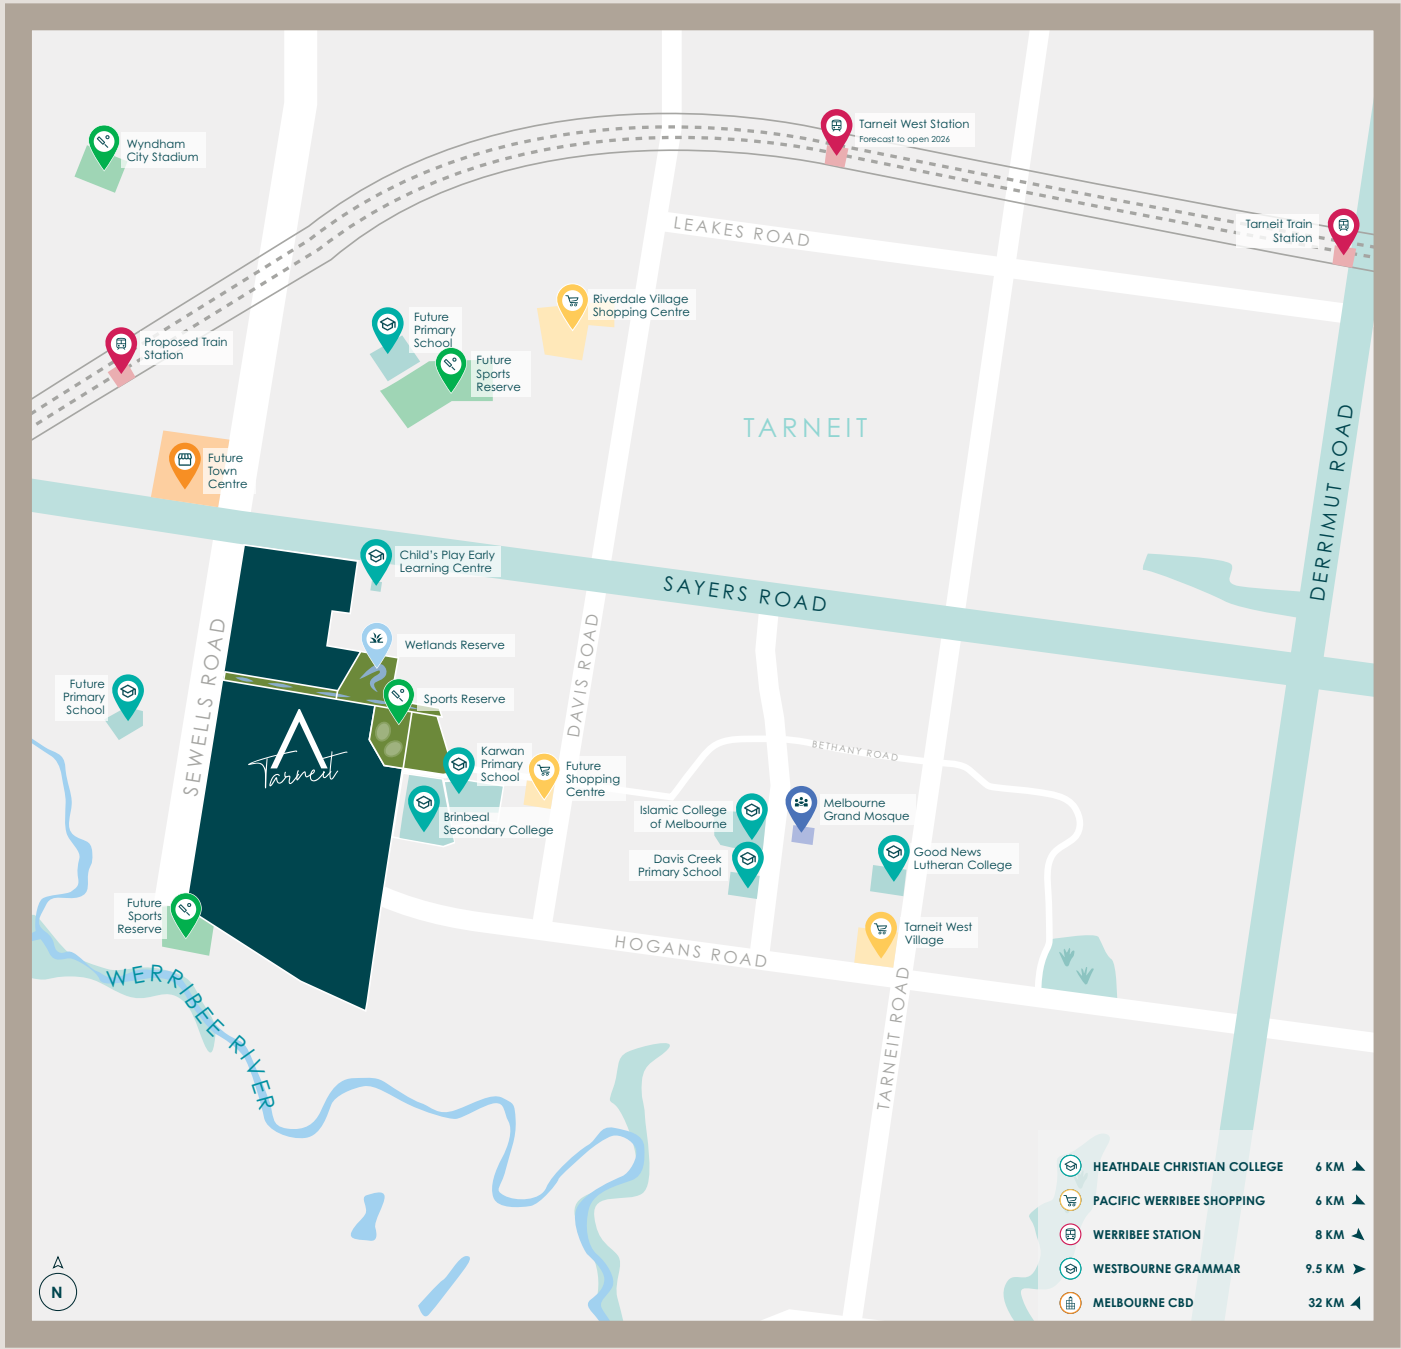 Wyndham
City Stadium
Tarneit West Station
Forecast to open 2026
Tarneit Train
Station
LEAKES ROAD
Riverdale Village
Shopping Centre
Future
Primary
School
Future
Sports
Reserve
Proposed Train
Station
TARNEIT
Future
Town
Centre
DERRIMUT ROAD
Child's Play Early
Learning Centre
SAYERS ROAD
Wetlands Reserve
SEWELLS ROAD
DAVIS ROAD
Future
Primary
School
Sports Reserve
Tarneit
Karwan
Primary
School
Future
Shopping
Centre
BETHANY ROAD
Brinbeal
Secondary College
Islamic College
of Melbourne
Melbourne
Grand Mosque
Davis Creek
Primary School
Good News
Lutheran College
Future
Sports
Reserve
Tarneit West
Village
HOGANS ROAD
WERRIBEE RIVER
TARNEIT ROAD
HEATHDALE CHRISTIAN COLLEGE 6 KM
PACIFIC WERRIBEE SHOPPING 6 KM
WERRIBEE STATION 8 KM
WESTBOURNE GRAMMAR 9.5 KM
MELBOURNE CBD 32 KM
N